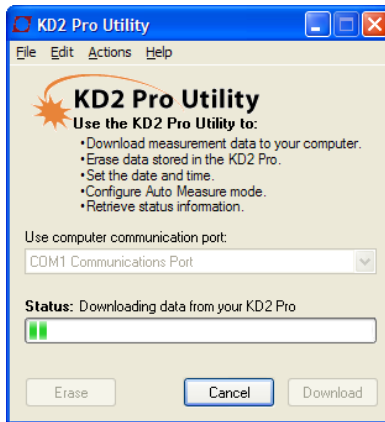 KD2 Pro Utility
File Edit Actions Help
KD2 Pro Utility
Use the KD2 Pro Utility to:
•Download measurement data to your computer.
•Erase data stored in the KD2 Pro.
•Set the date and time.
•Configure Auto Measure mode.
•Retrieve status information.
Use computer communication port:
COM1 Communications Port
Status: Downloading data from your KD2 Pro
Erase Cancel Download